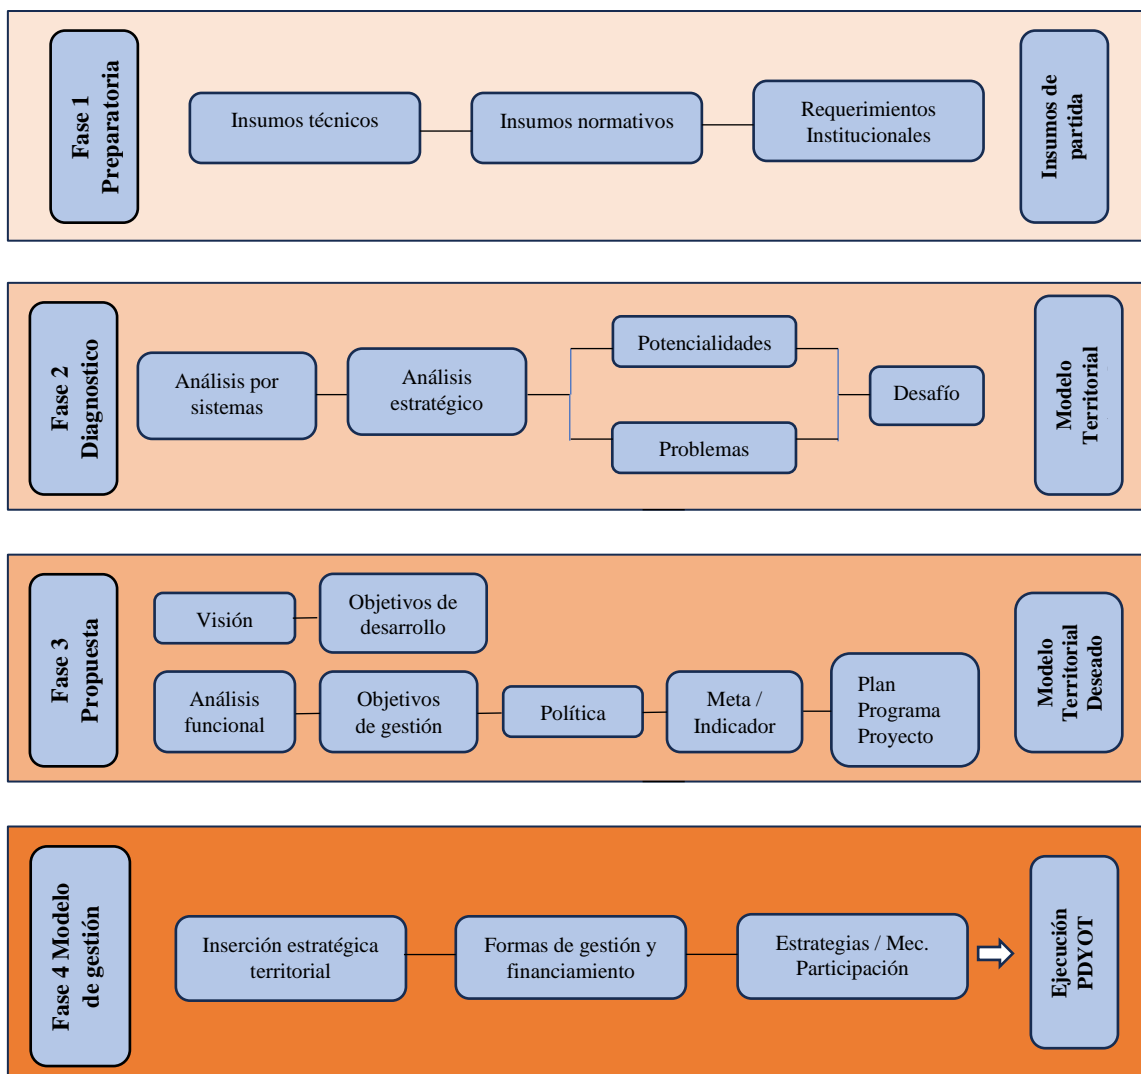 Fase 1
Preparatoria
Insumos técnicos
Insumos normativos
Requerimientos
Institucionales
Insumos de
partida
Fase 2
Diagnostico
Análisis por
sistemas
Análisis
estratégico
Potencialidades
Problemas
Desafío
Modelo
Territorial
Fase 3
Propuesta
Visión
Objetivos de
desarrollo
Análisis
funcional
Objetivos
de gestión
Política
Meta /
Indicador
Plan
Programa
Proyecto
Modelo
Territorial
Deseado
Fase 4 Modelo
de gestión
Inserción estratégica
territorial
Formas de gestión y
financiamiento
Estrategias / Mec.
Participación
Ejecución
PDYOT